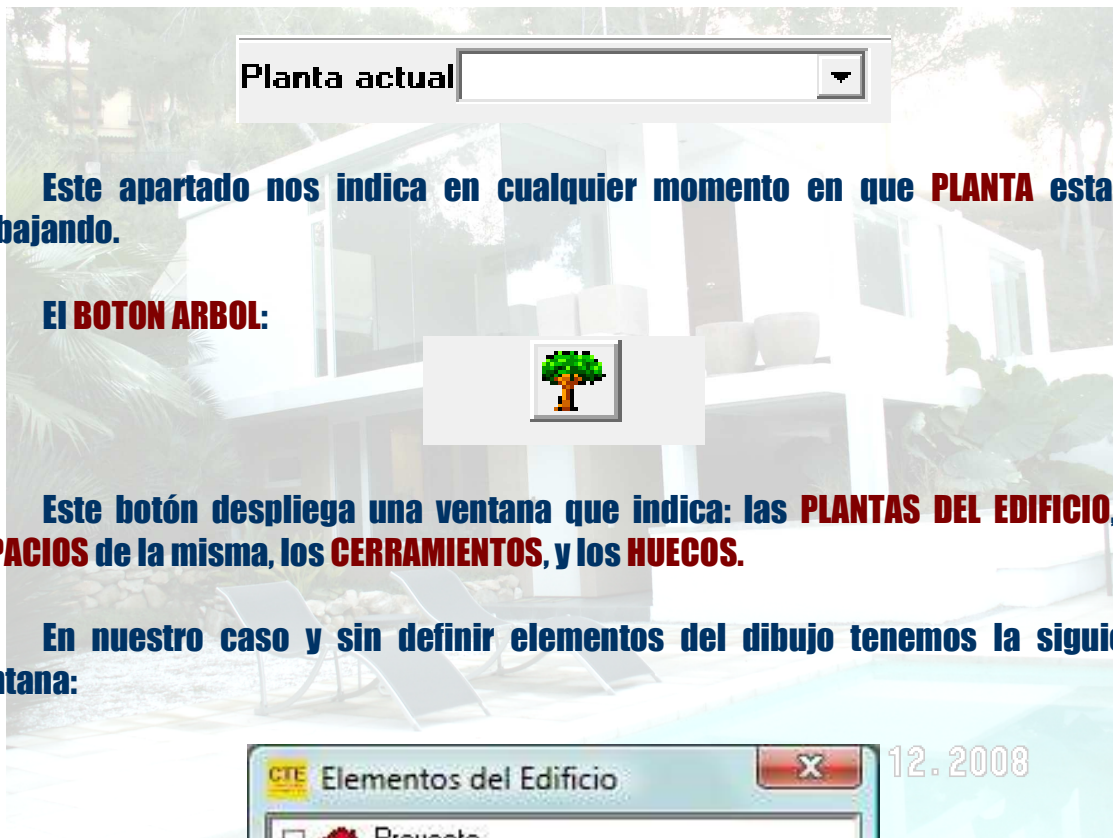 Planta actual
Este apartado nos indica en cualquier momento en que PLANTA esta
bajando.
El BOTON ARBOL:
Este botón despliega una ventana que indica: las PLANTAS DEL EDIFICIO,
PACIOS de la misma, los CERRAMIENTOS, y los HUECOS.
En nuestro caso y sin definir elementos del dibujo tenemos la siguie
ntana:
CTE Elementos del Edificio
12.2008
Proyecto